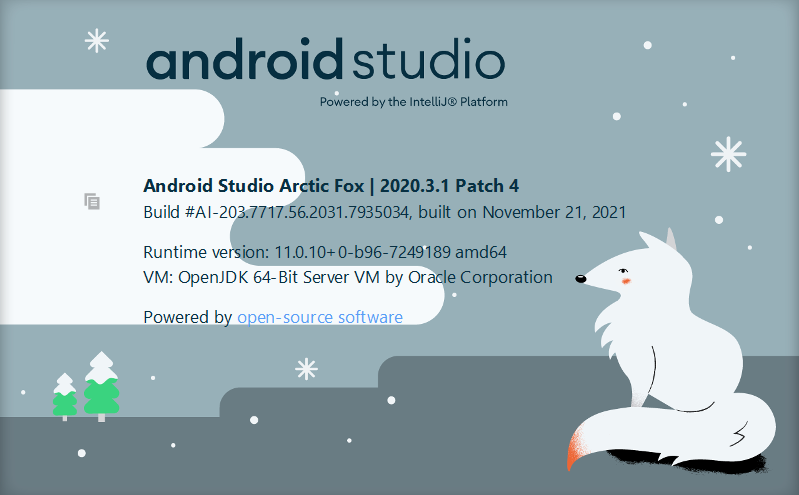 android studio
Powered by the IntelliJ® Platform
Android Studio Arctic Fox | 2020.3.1 Patch 4
Build #AI-203.7717.56.2031.7935034, built on November 21, 2021
Runtime version: 11.0.10+0-b96-7249189 amd64
VM: OpenJDK 64-Bit Server VM by Oracle Corporation
Powered by open-source software